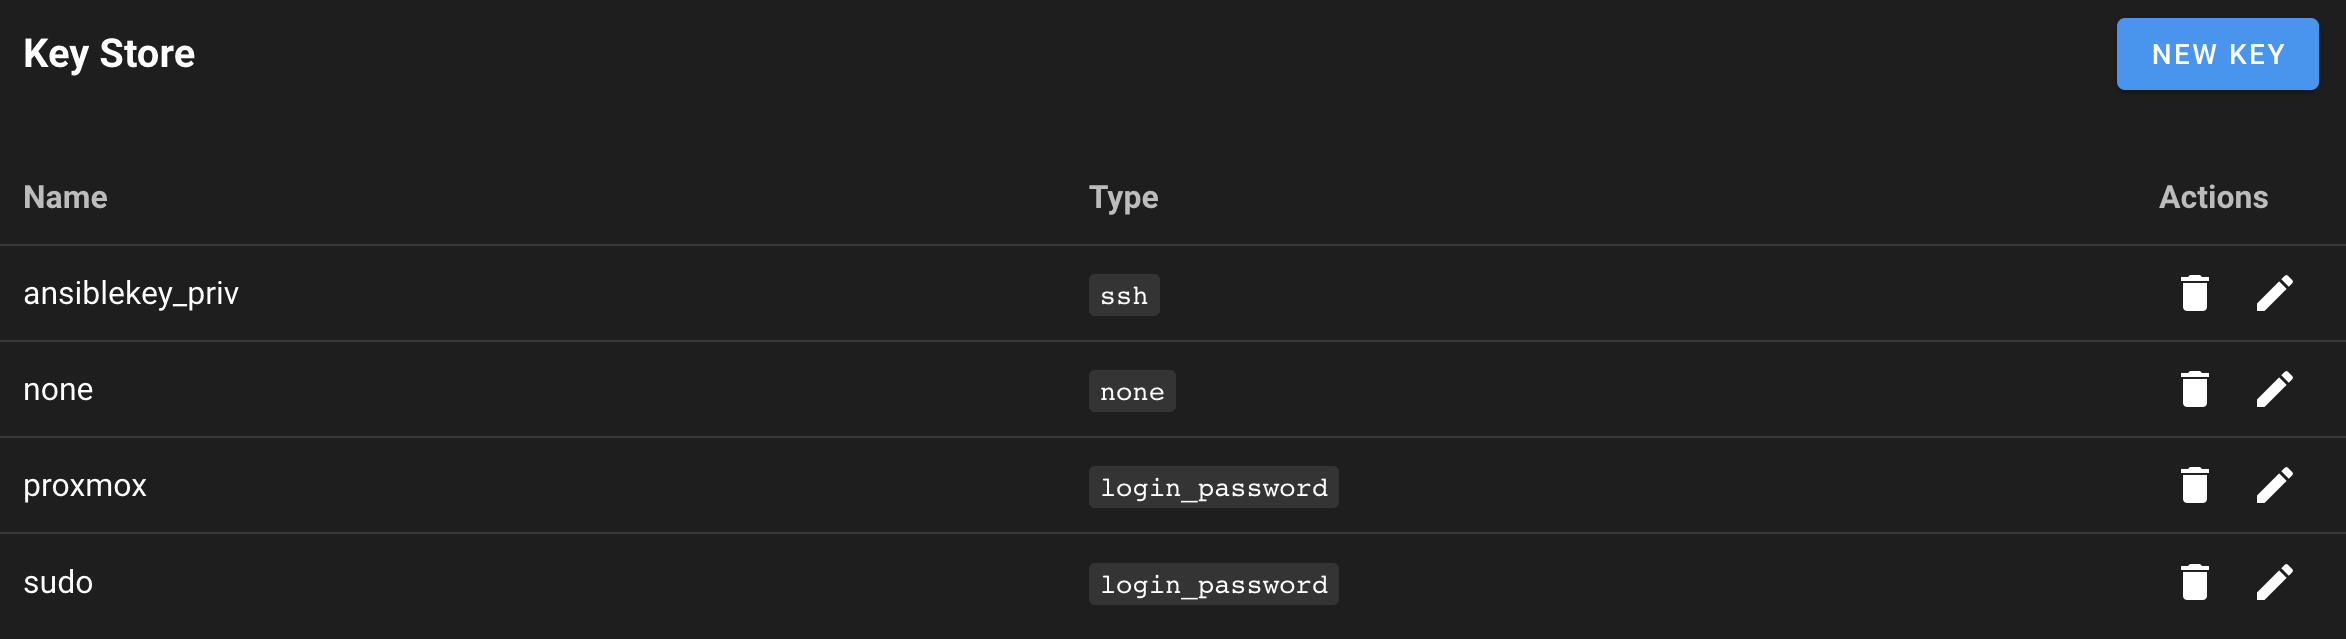 Key Store
NEW KEY
Name Type Actions
ansiblekey_priv ssh
none none
proxmox login_password
sudo login_password